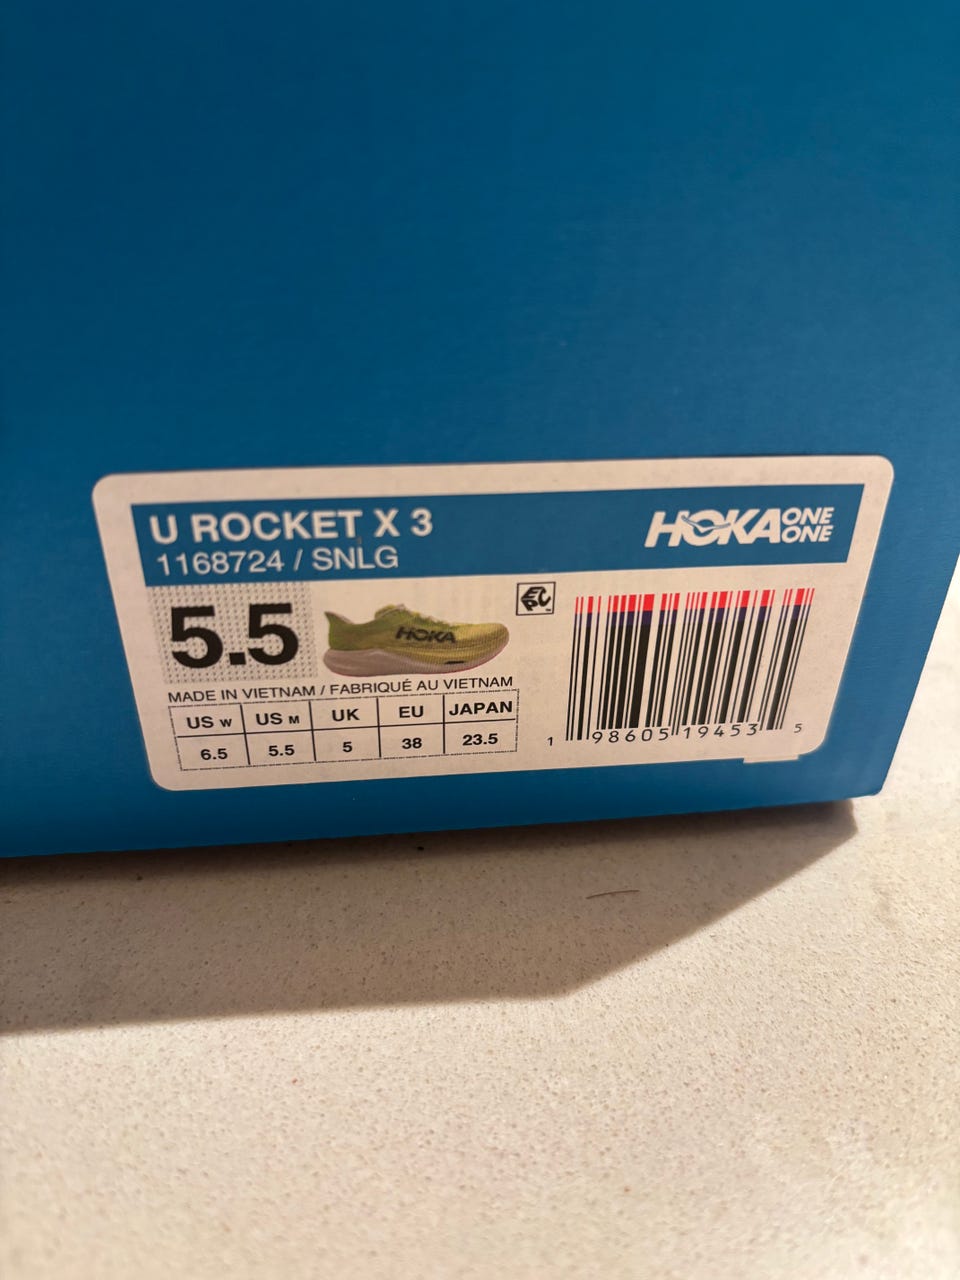 U ROCKET X 3
1168724 / SNLG
HOKA ONE ONE
5.5
HOKA
EPC
MADE IN VIETNAM / FABRIQUÉ AU VIETNAM
US W US M UK EU JAPAN
6.5 5.5 5 38 23.5
1 98605 19453 5